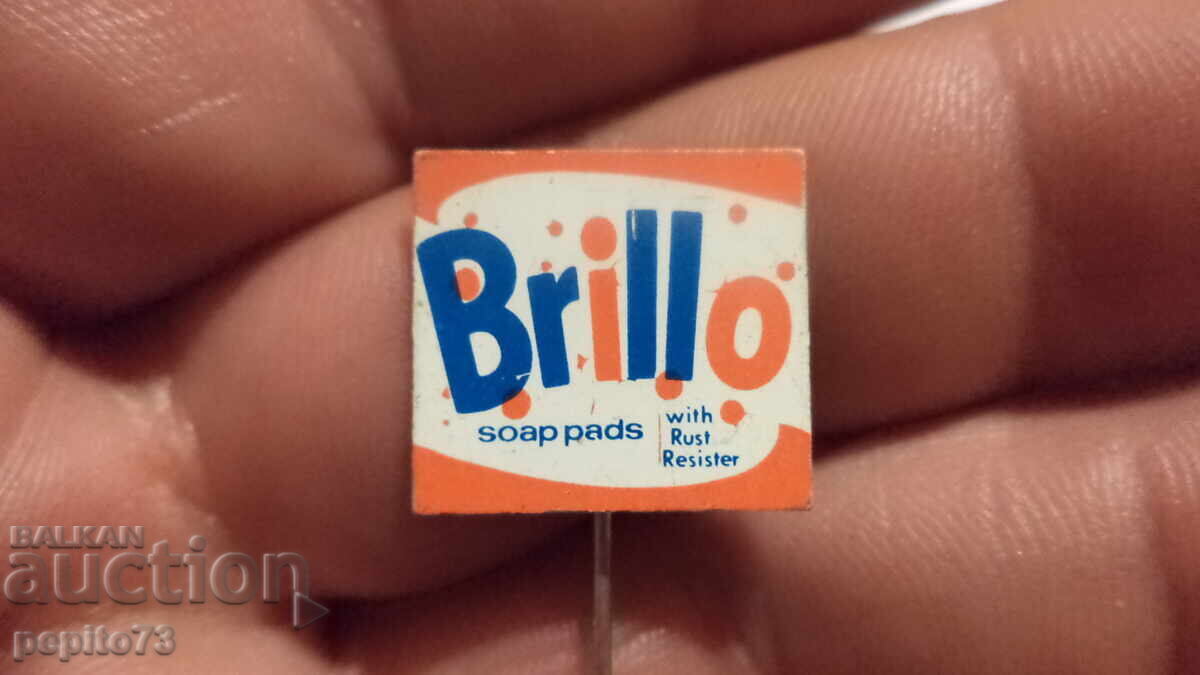 Brillo
soap pads
with
Rust
Resister
BALKAN
auction
pepito73